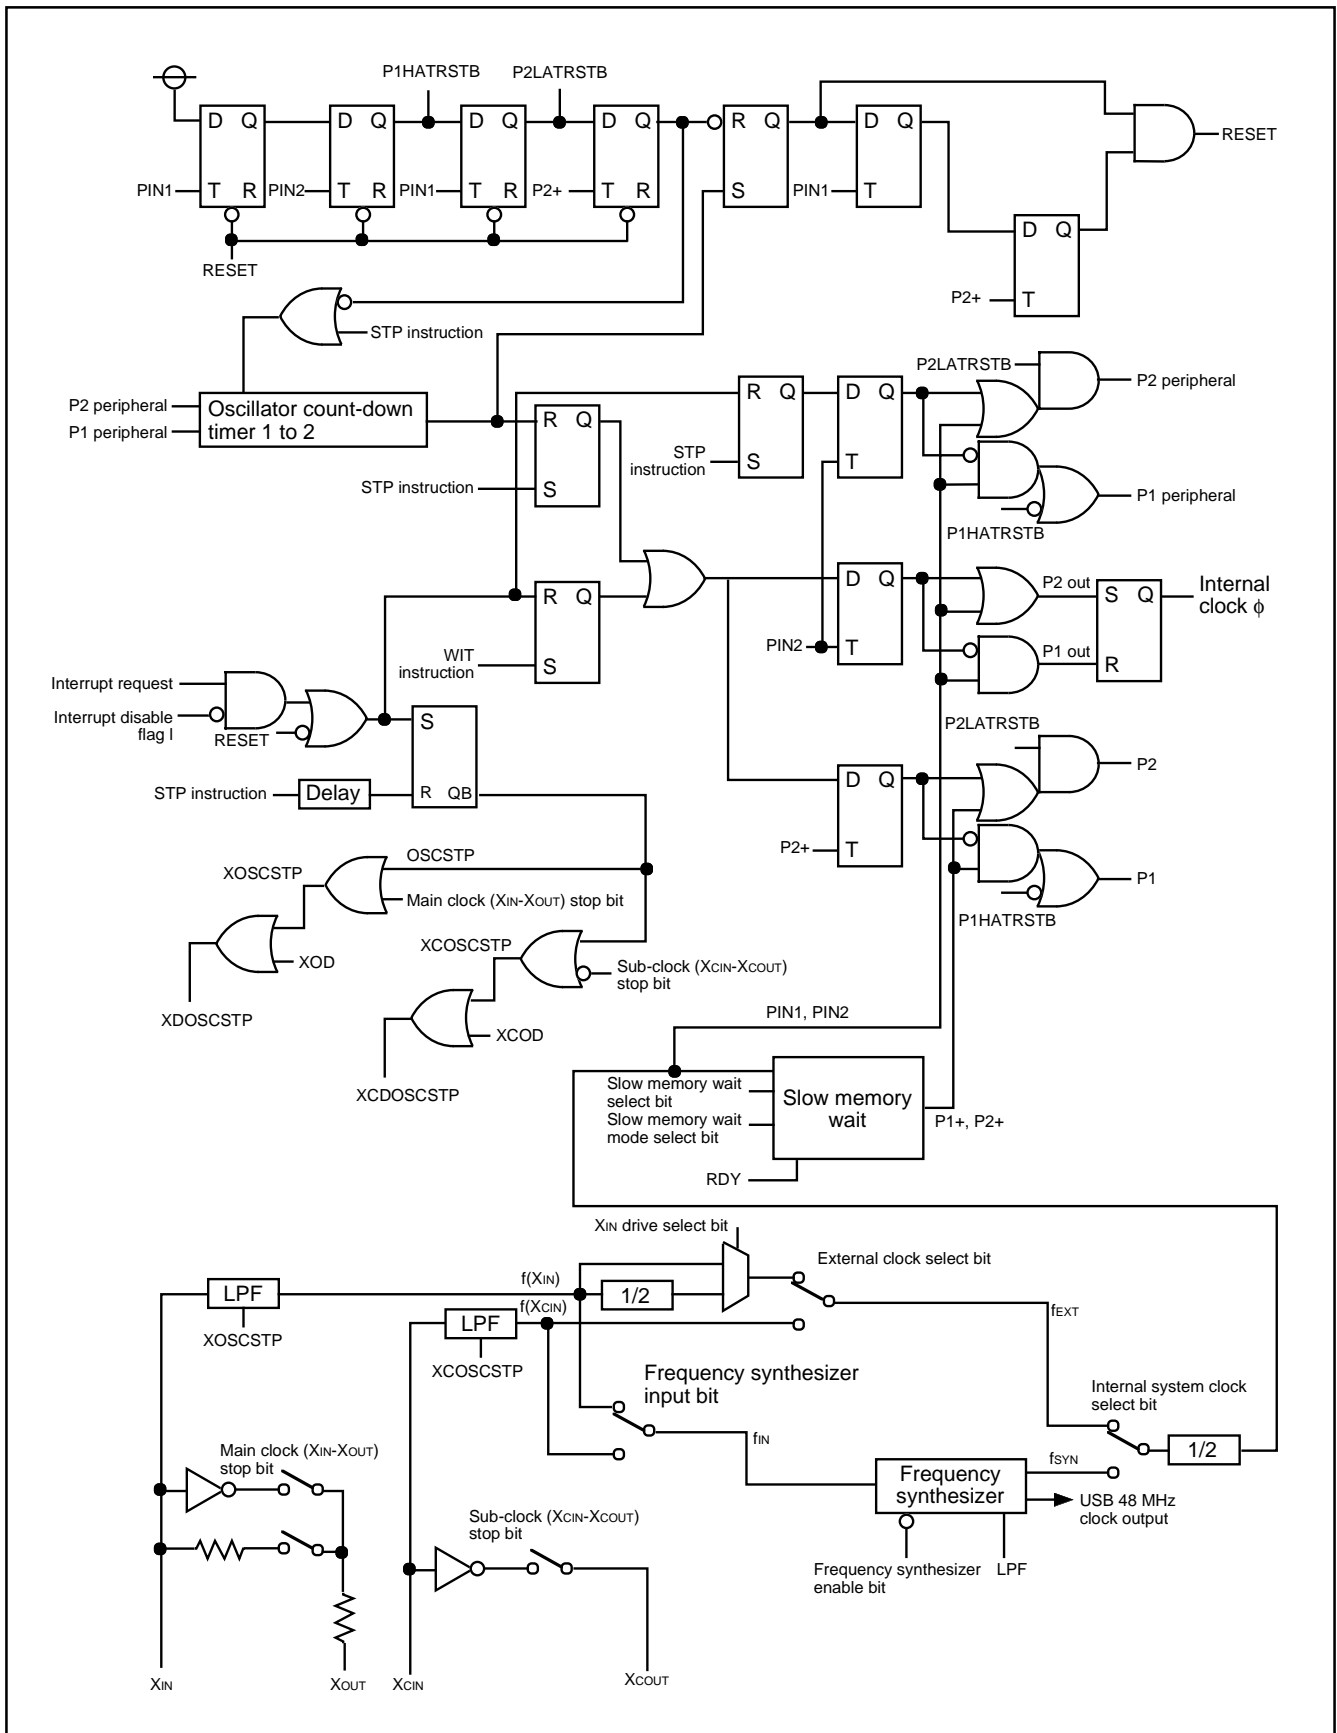 P1HATRSTB P2LATRSTB
D Q D Q D Q D Q R Q D Q
RESET
PIN1 T R PIN2 T R PIN1 T R P2+ T R S PIN1 T
D Q
RESET
P2+ T
STP instruction
P2LATRSTB
P2 peripheral
P2 peripheral
P1 peripheral
Oscillator count-down
timer 1 to 2
R Q
R Q D Q
STP
instruction
S T
STP instruction
S
P1 peripheral
P1HATRSTB
D Q
P2 out
S Q
Internal
clock ϕ
R Q
PIN2
T
P1 out
R
WIT
instruction
S
Interrupt request
Interrupt disable
flag I
RESET
S
P2LATRSTB
P2
D Q
STP instruction
Delay
R QB
P2+
T
OSCSTP
XOSCSTP
Main clock (XIN-XOUT) stop bit
P1
P1HATRSTB
XCOSCSTP
XOD
Sub-clock (XCIN-XCOUT)
stop bit
XDOSCSTP
XCOD
PIN1, PIN2
XCDOSCSTP
Slow memory wait
select bit
Slow memory wait
mode select bit
Slow memory
wait
P1+, P2+
RDY
XIN drive select bit
External clock select bit
f(XIN)
LPF
1/2
f(XCIN)
fEXT
LPF
XOSCSTP
XCOSCSTP
Frequency synthesizer
input bit
Internal system clock
select bit
fIN
Main clock (XIN-XOUT)
stop bit
fSYN
1/2
Frequency
synthesizer
USB 48 MHz
clock output
Sub-clock (XCIN-XCOUT)
stop bit
Frequency synthesizer
enable bit
LPF
XIN XOUT XCIN XCOUT